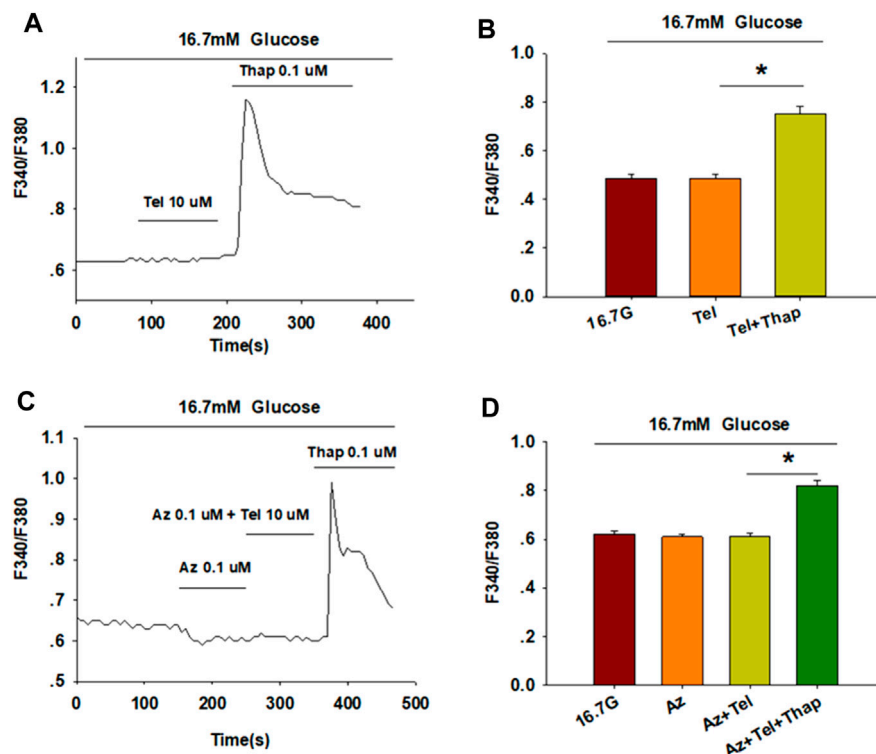 A
16.7mM Glucose
Thap 0.1 uM
Tel 10 uM
F340/F380
1.2
1.0
.8
.6
0 100 200 300 400
Time(s)
B
16.7mM Glucose
*
F340/F380
1.0
.8
.6
.4
.2
0.0
16.7G
Tel
Tel+Thap
C
16.7mM Glucose
Thap 0.1 uM
Az 0.1 uM + Tel 10 uM
Az 0.1 uM
F340/F380
1.1
1.0
.9
.8
.7
.6
.5
0 100 200 300 400 500
Time(s)
D
16.7mM Glucose
*
F340/F380
1.0
.8
.6
.4
.2
0.0
16.7G
Az
Az+Tel
Az+Tel+Thap